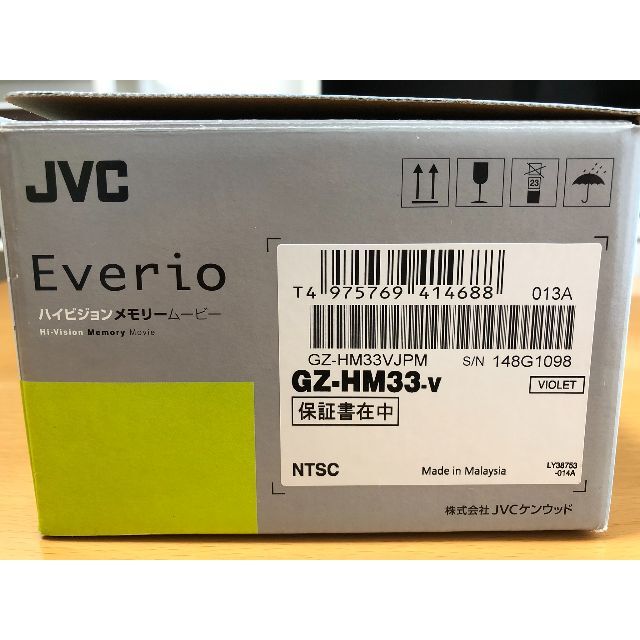 JVC
23
Everio
ハイビジョンメモリームービー
Hi-Vision Memory Movie
T4 975769 414688 013A
GZ-HM33VJPM S/N 148G1098
GZ-HM33-V VIOLET
保証書在中
NTSC Made in Malaysia LY38753
-014A
株式会社 JVCケンウッド